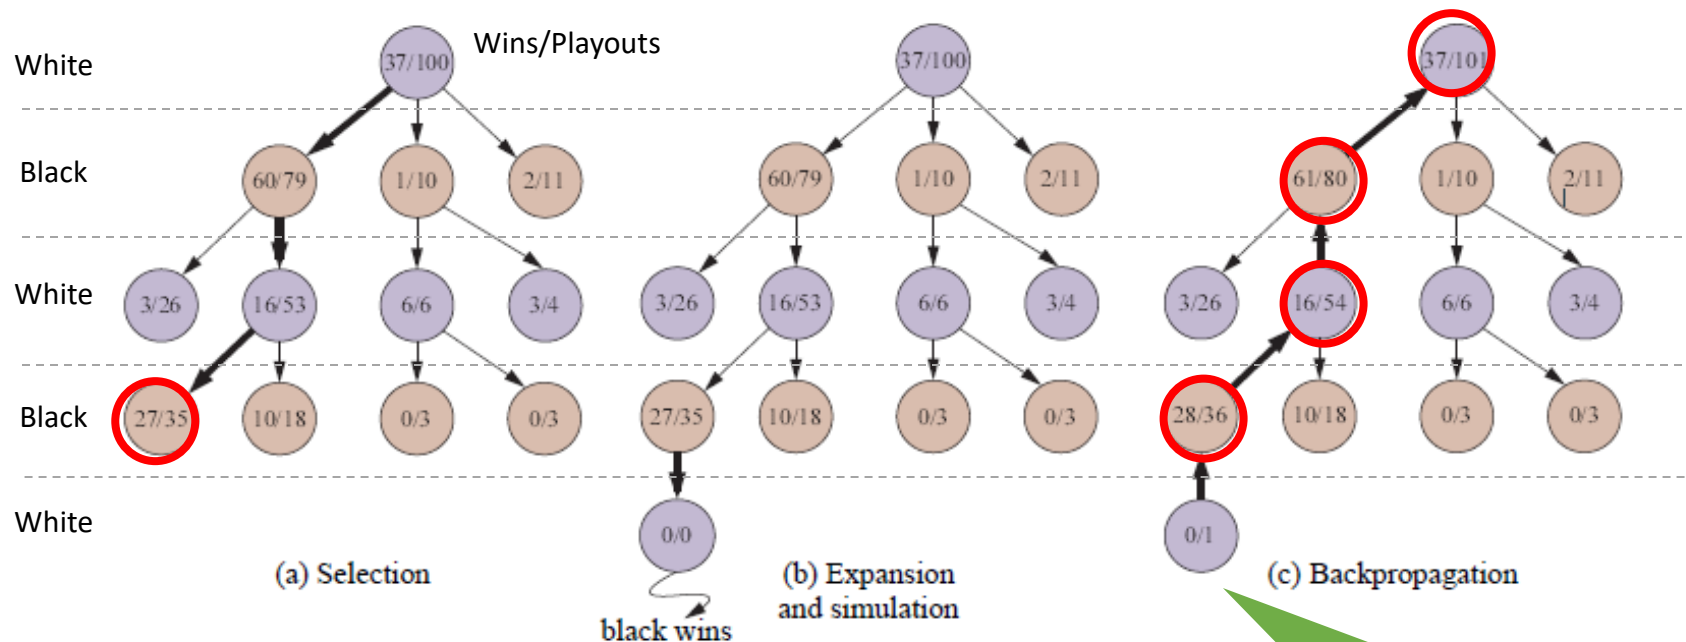 Wins/Playouts
White 37/100 37/100 37/101
Black 60/79 1/10 2/11 60/79 1/10 2/11 61/80 1/10 2/11
White 3/26 16/53 6/6 3/4 3/26 16/53 6/6 3/4 3/26 16/54 6/6 3/4
Black 27/35 10/18 0/3 0/3 27/35 10/18 0/3 0/3 28/36 10/18 0/3 0/3
White 0/0 0/1
(a) Selection
(b) Expansion
and simulation
(c) Backpropagation
black wins